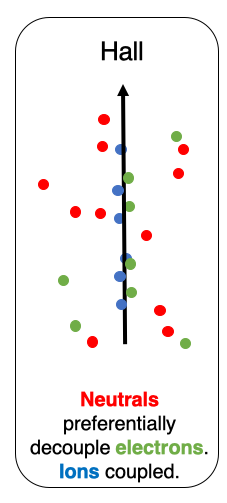 Hall
Neutrals
preferentially
decouple electrons.
Ions coupled.